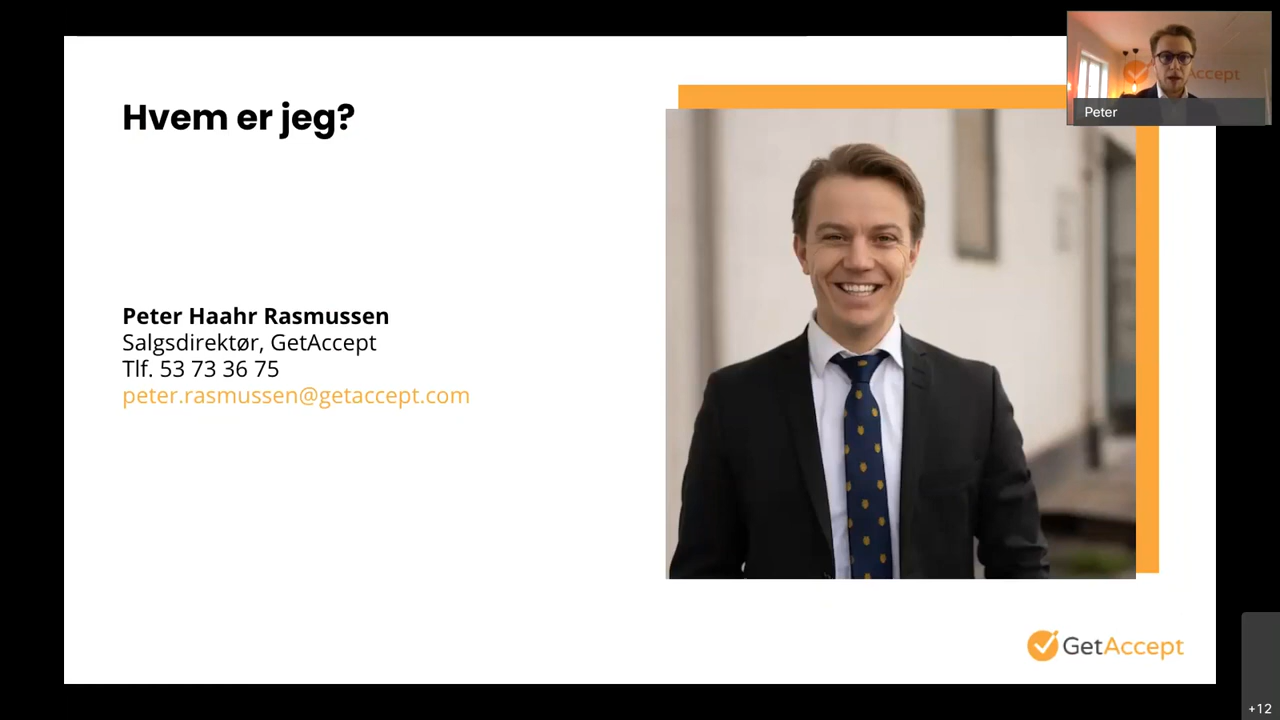 Hvem er jeg?
Peter Haahr Rasmussen
Salgsdirektør, GetAccept
Tlf. 53 73 36 75
peter.rasmussen@getaccept.com
Accept
Peter
GetAccept
+12